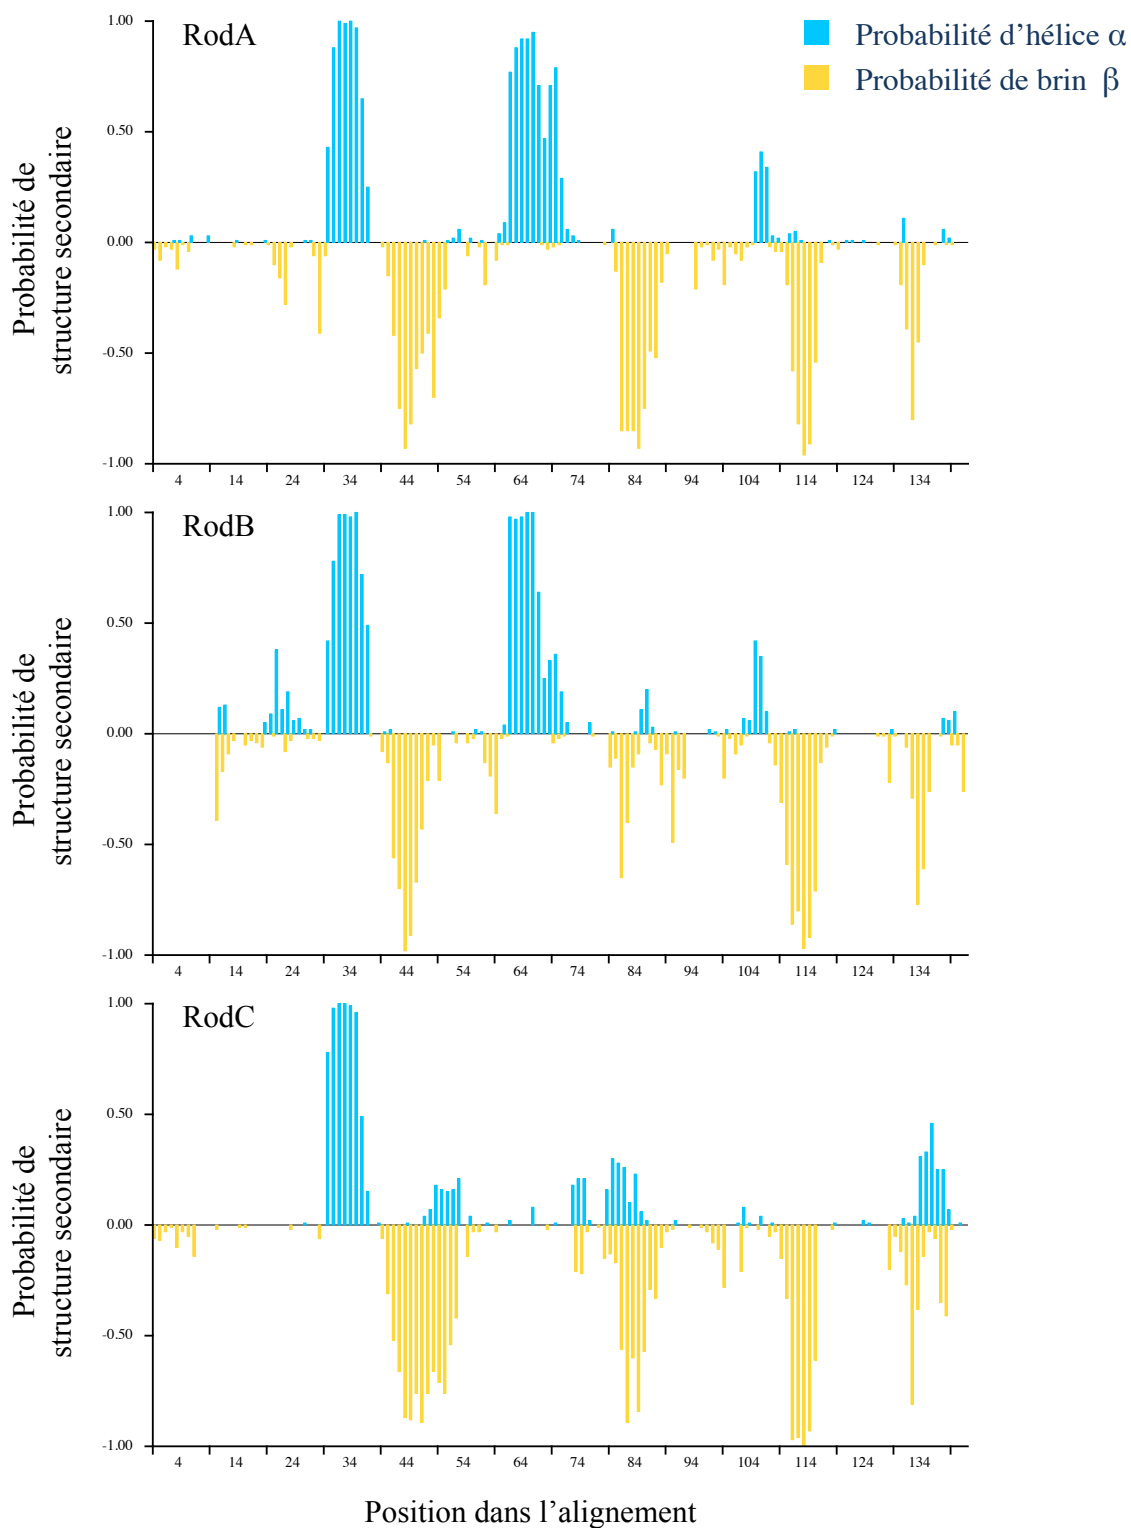 RodA
Probabilité d’hélice α
Probabilité de brin β
Probabilité de
structure secondaire
1.00
0.50
0.00
-0.50
-1.00
4 14 24 34 44 54 64 74 84 94 104 114 124 134
RodB
Probabilité de
structure secondaire
1.00
0.50
0.00
-0.50
-1.00
4 14 24 34 44 54 64 74 84 94 104 114 124 134
RodC
Probabilité de
structure secondaire
1.00
0.50
0.00
-0.50
-1.00
4 14 24 34 44 54 64 74 84 94 104 114 124 134
Position dans l’alignement